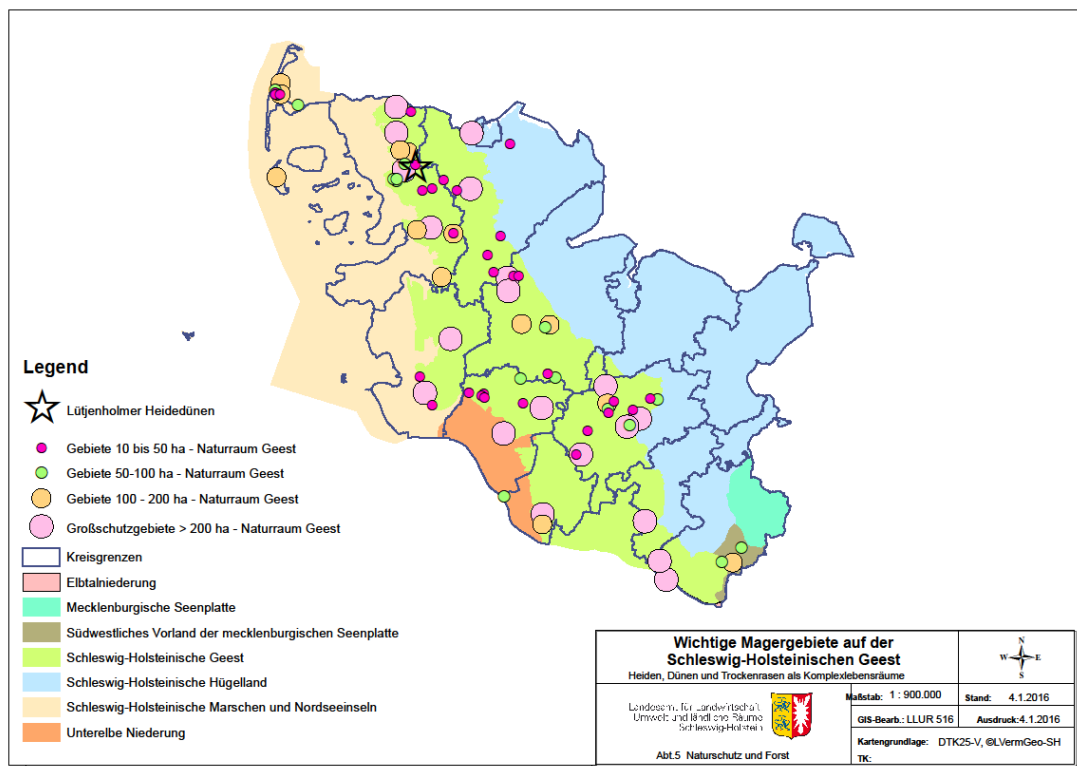 Legend
Lütjenholmer Heidedünen
Gebiete 10 bis 50 ha - Naturraum Geest
Gebiete 50-100 ha - Naturraum Geest
Gebiete 100 - 200 ha - Naturraum Geest
Großschutzgebiete > 200 ha - Naturraum Geest
Kreisgrenzen
Elbtalniederung
Mecklenburgische Seenplatte
Südwestliches Vorland der mecklenburgischen Seenplatte
Schleswig-Holsteinische Geest
Schleswig-Holsteinische Hügelland
Schleswig-Holsteinische Marschen und Nordseeinseln
Unterelbe Niederung
Wichtige Magergebiete auf der
Schleswig-Holsteinischen Geest
Heiden, Dünen und Trockenrasen als Komplexlebensräume
Landesamt für Landwirtschaft
Umwelt und ländliche Räume
Schleswig-Holstein
Abt.5 Naturschutz und Forst
N
W E
S
Maßstab: 1 : 900.000
Stand: 4.1.2016
GIS-Bearb.: LLUR 516
Ausdruck:4.1.2016
Kartengrundlage: DTK25-V, ©LVermGeo-SH
TK: